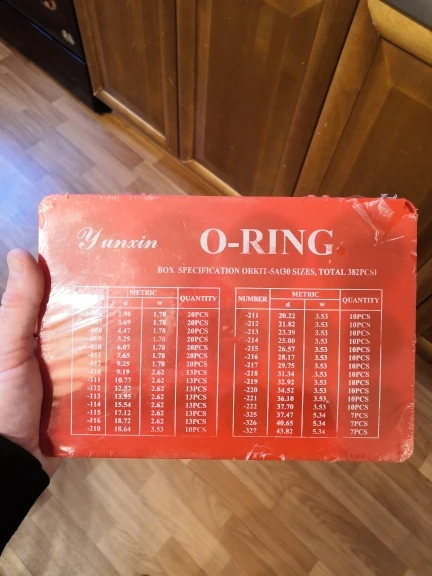 Yunxin O-RING
BOX SPECIFICATION ORKIT-5A(30 SIZES, TOTAL 382PCS)
METRIC QUANTITY NUMBER METRIC QUANTITY
d w d w
2.90 1.78 20PCS -211 20.22 3.53 10PCS
3.69 1.78 20PCS -212 21.82 3.53 10PCS
-008 4.47 1.78 20PCS -213 23.39 3.53 10PCS
-009 5.29 1.78 20PCS -214 25.00 3.53 10PCS
-010 6.07 1.78 20PCS -215 26.57 3.53 10PCS
-011 7.65 1.78 20PCS -216 28.17 3.53 10PCS
-012 9.25 1.78 20PCS -217 29.75 3.53 10PCS
-110 9.19 2.62 13PCS -218 31.34 3.53 10PCS
-111 10.77 2.62 13PCS -219 32.92 3.53 10PCS
-112 12.37 2.62 13PCS -220 34.52 3.53 10PCS
-113 13.95 2.62 13PCS -221 36.10 3.53 10PCS
-114 15.54 2.62 13PCS -222 37.70 3.53 10PCS
-115 17.12 2.62 13PCS -325 37.47 5.34 7PCS
-116 18.72 2.62 13PCS -326 40.65 5.34 7PCS
-210 18.64 3.53 10PCS -327 43.82 5.34 7PCS